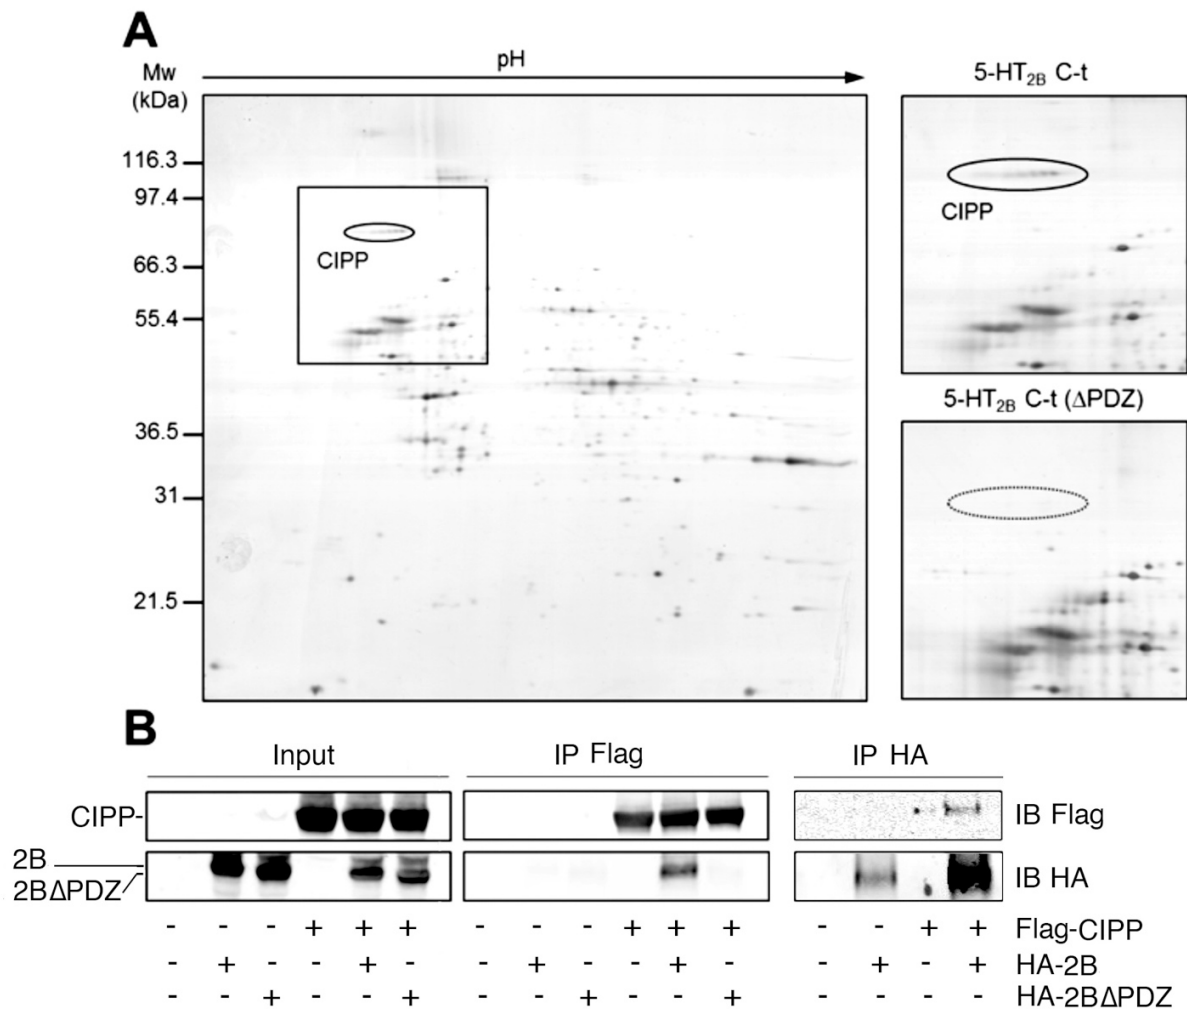 A
Mw
(kDa)
pH
116.3
97.4
66.3
55.4
36.5
31
21.5
CIPP
5-HT2B C-t
CIPP
5-HT2B C-t (ΔPDZ)
B
Input
IP Flag
IP HA
CIPP-
IB Flag
2B
2BΔPDZ
IB HA
- - - + + + - - - + + + - - + + Flag-CIPP
- + - - + - - + - - + - - + - + HA-2B
- - + - - + - - + - - + - - - - HA-2BΔPDZ